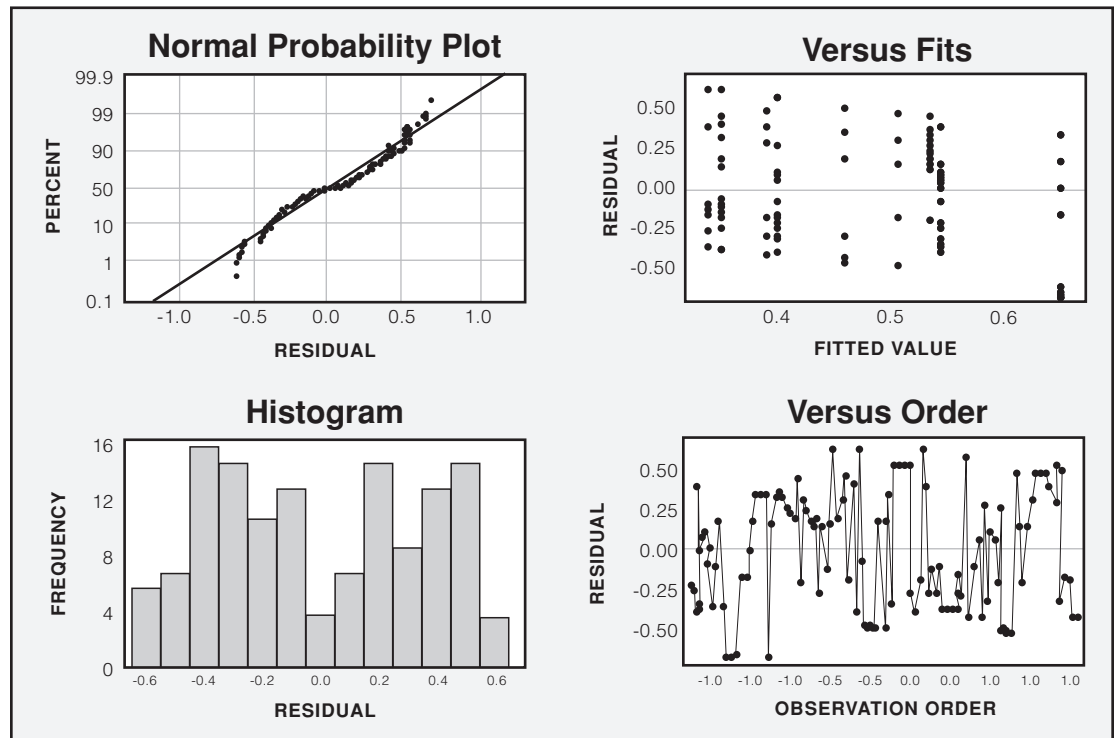 Normal Probability Plot
99.9
99
90
50
10
1
0.1
PERCENT
-1.0 -0.5 0.0 0.5 1.0
RESIDUAL
Versus Fits
0.50
0.25
0.00
-0.25
-0.50
RESIDUAL
0.4 0.5 0.6
FITTED VALUE
Histogram
16
12
8
4
0
FREQUENCY
-0.6 -0.4 -0.2 0.0 0.2 0.4 0.6
RESIDUAL
Versus Order
0.50
0.25
0.00
-0.25
-0.50
RESIDUAL
-1.0 -1.0 -1.0 -0.5 -0.5 0.0 0.0 1.0 1.0 1.0
OBSERVATION ORDER